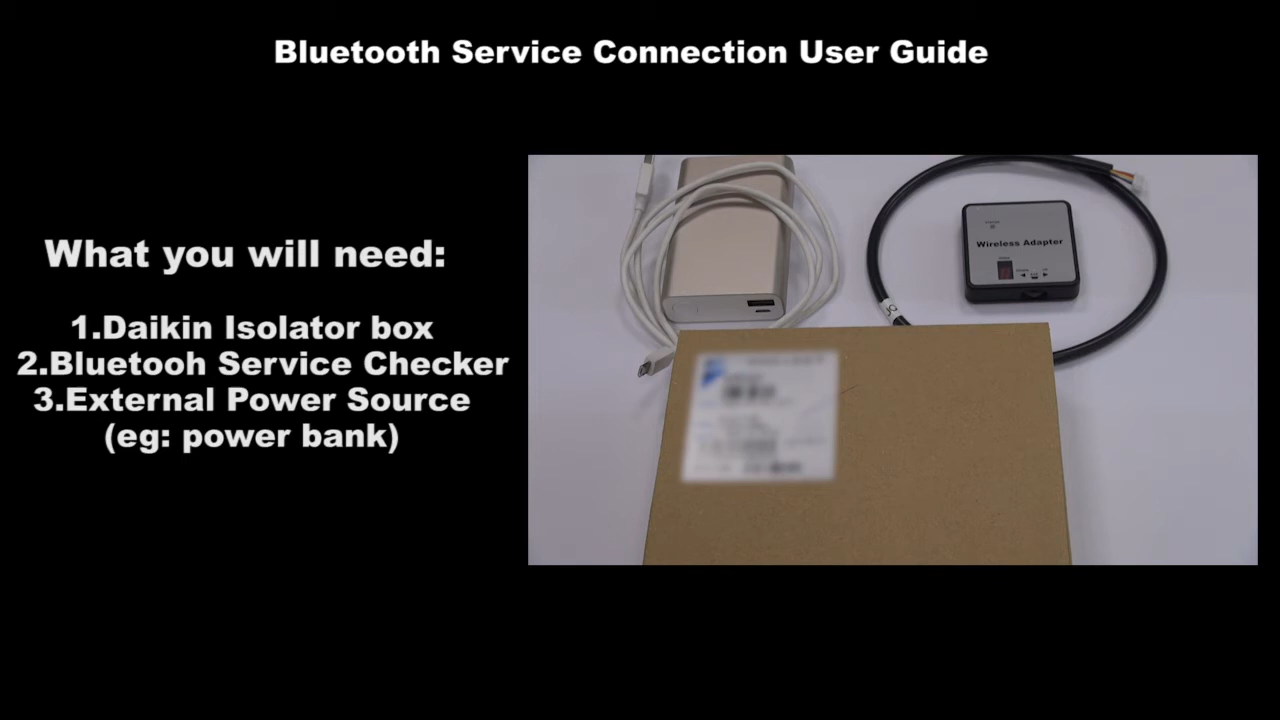 Bluetooth Service Connection User Guide
What you will need:
1.Daikin Isolator box
2.Bluetooh Service Checker
3.External Power Source
(eg: power bank)
Wireless Adapter